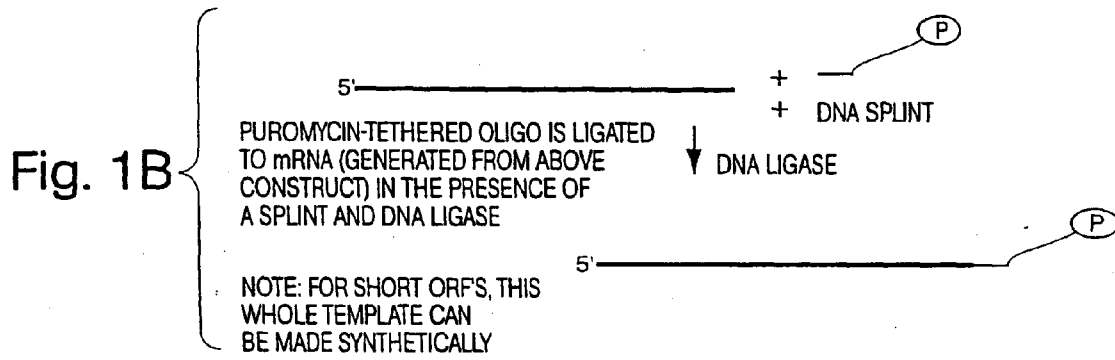 P
5'
+
+ DNA SPLINT
PUROMYCIN-TETHERED OLIGO IS LIGATED
TO mRNA (GENERATED FROM ABOVE
CONSTRUCT) IN THE PRESENCE OF
A SPLINT AND DNA LIGASE
DNA LIGASE
Fig. 1B
P
5'
NOTE: FOR SHORT ORF'S, THIS
WHOLE TEMPLATE CAN
BE MADE SYNTHETICALLY